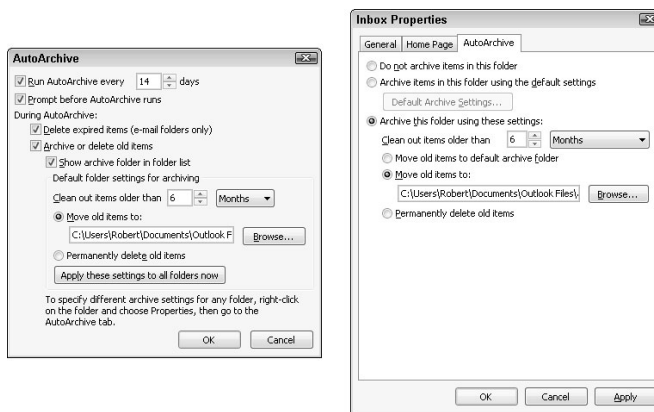 AutoArchive
Run AutoArchive every 14 days
Prompt before AutoArchive runs
During AutoArchive:
Delete expired items (e-mail folders only)
Archive or delete old items
Show archive folder in folder list
Default folder settings for archiving
Clean out items older than 6 Months
Move old items to:
C:\Users\Robert\Documents\Outlook F Browse...
Permanently delete old items
Apply these settings to all folders now
To specify different archive settings for any folder, right-click
on the folder and choose Properties, then go to the
AutoArchive tab.
OK Cancel
Inbox Properties
General Home Page AutoArchive
Do not archive items in this folder
Archive items in this folder using the default settings
Default Archive Settings...
Archive this folder using these settings:
Clean out items older than 6 Months
Move old items to default archive folder
Move old items to:
C:\Users\Robert\Documents\Outlook Files\. Browse...
Permanently delete old items
OK Cancel Apply